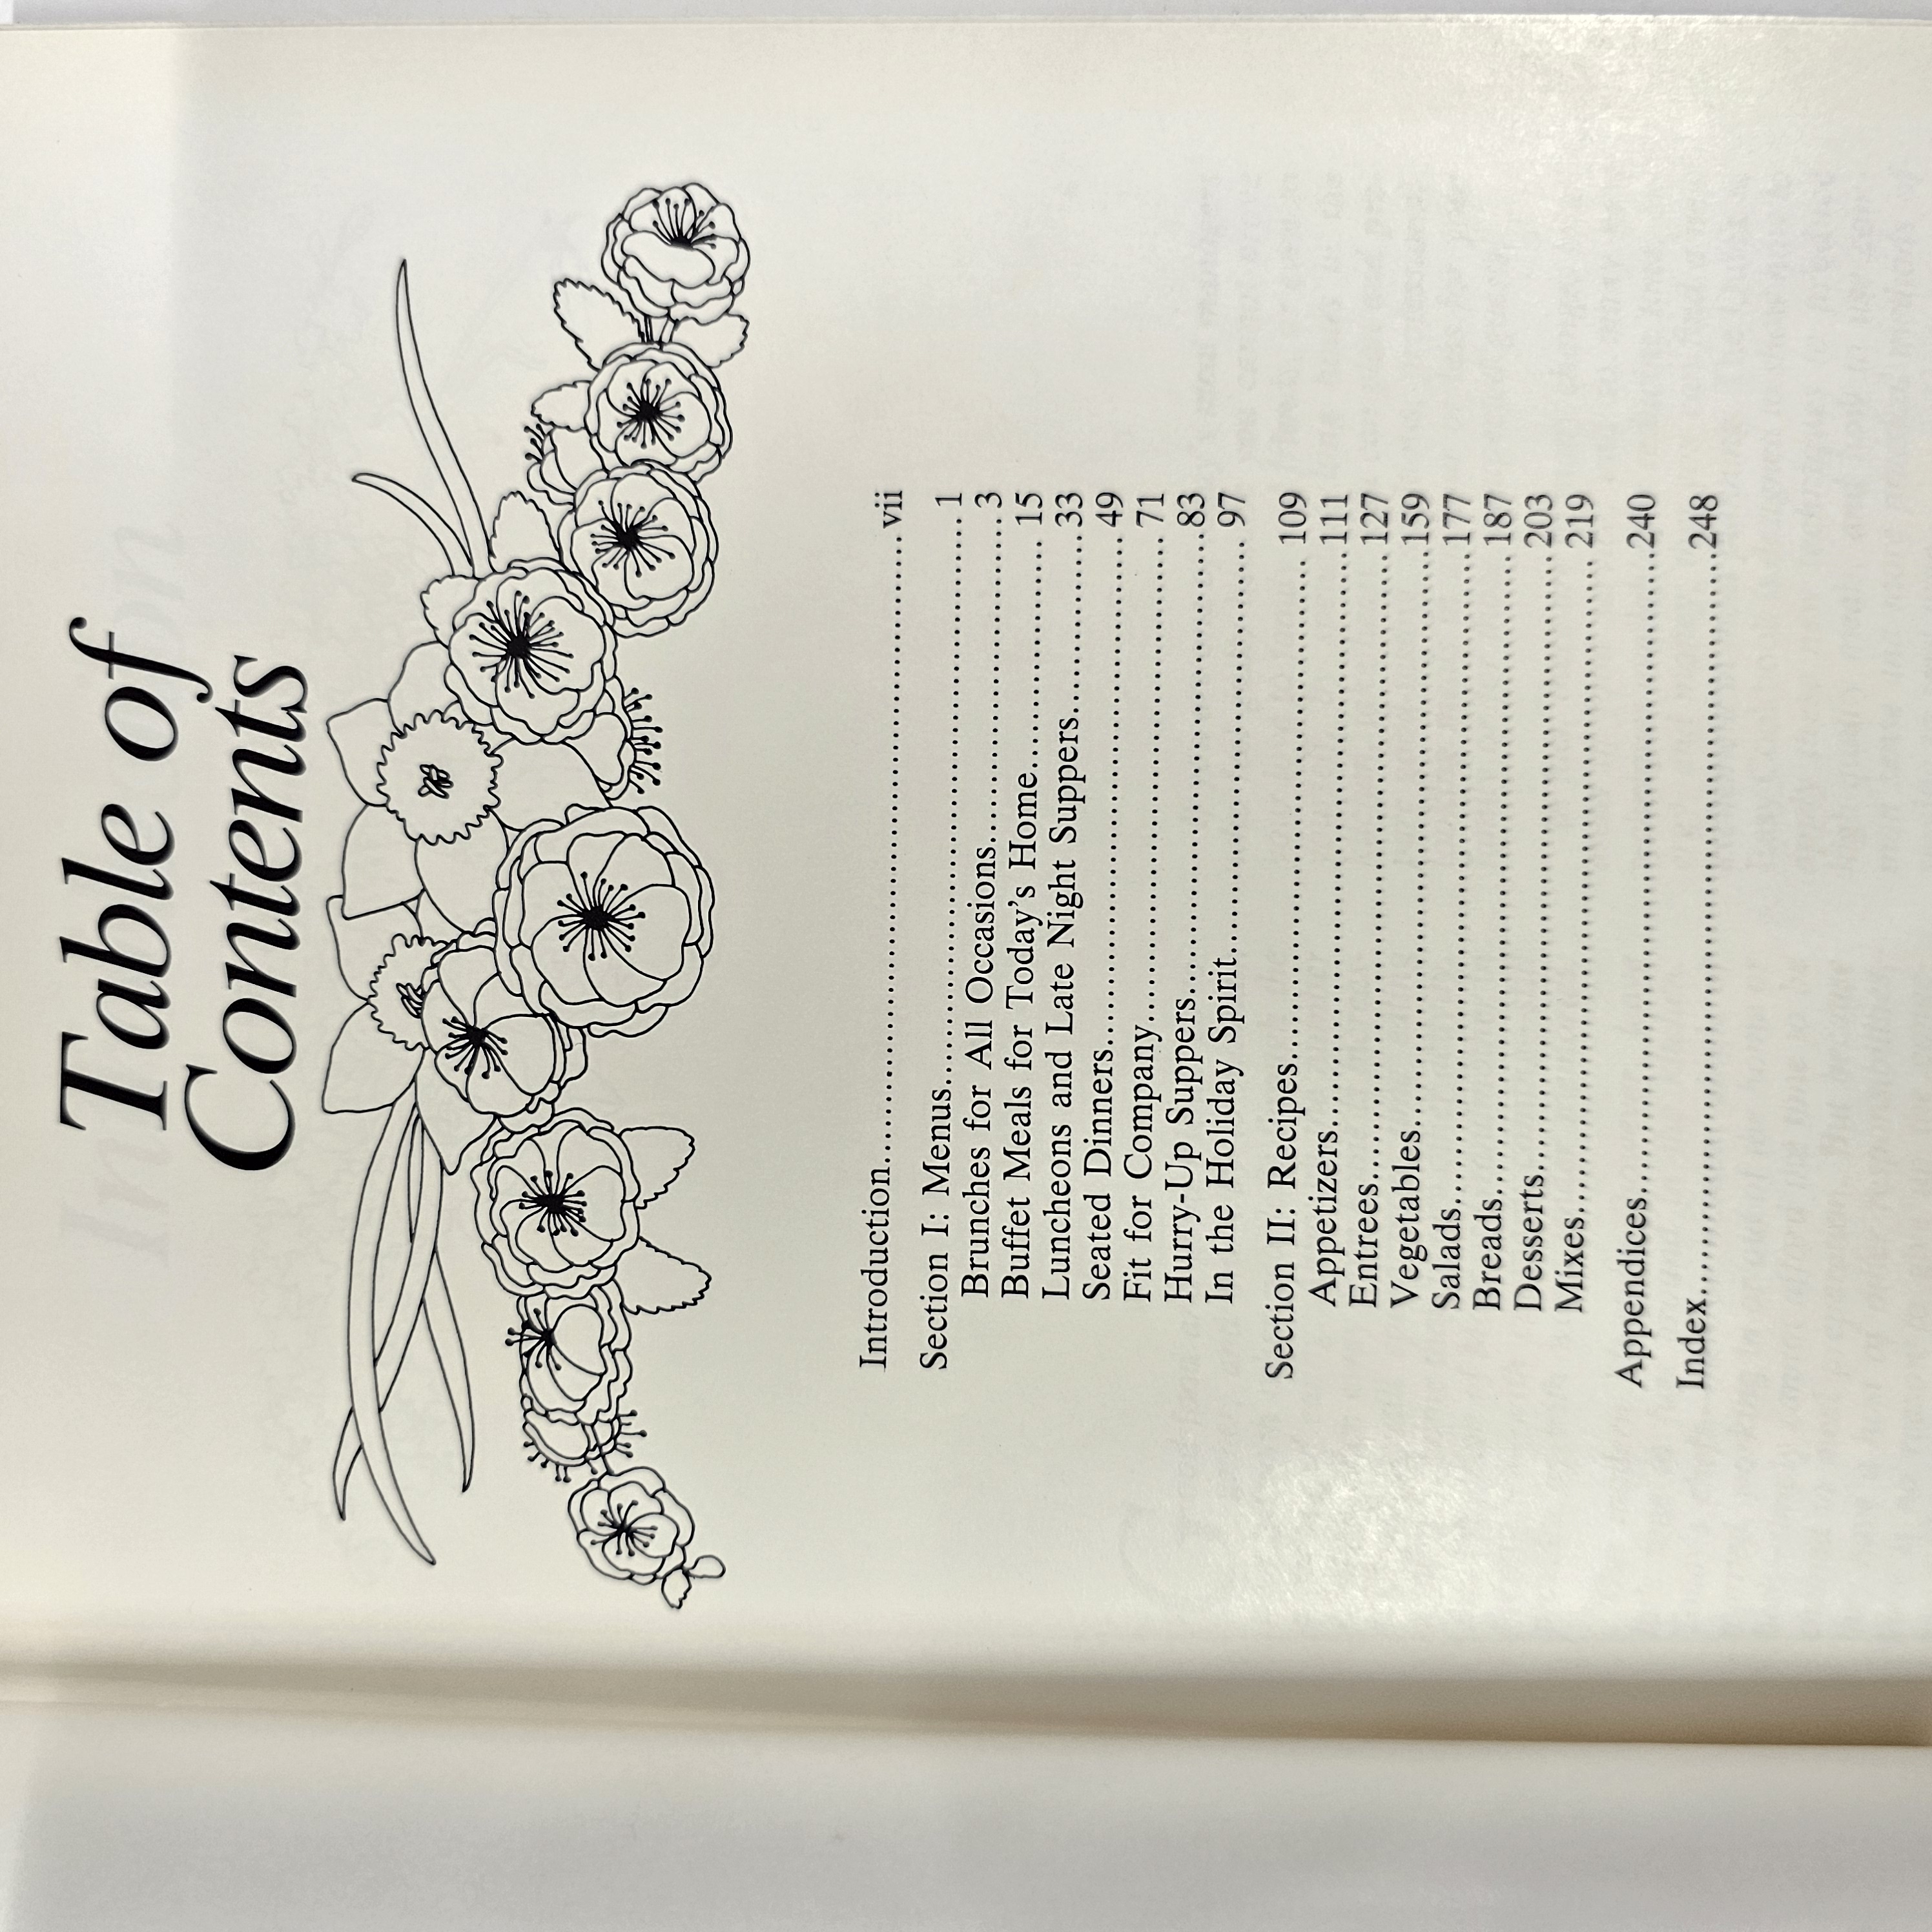 Table of
Contents
Introduction................................................... vii
Section I: Menus.............................................. 1
Brunches for All Occasions........................... 3
Buffet Meals for Today's Home................... 15
Luncheons and Late Night Suppers...............33
Seated Dinners.......................................... 49
Fit for Company........................................ 71
Hurry-Up Suppers......................................83
In the Holiday Spirit.................................. 97
Section II: Recipes......................................... 109
Appetizers...............................................111
Entrees...................................................127
Vegetables...............................................159
Salads.....................................................177
Breads.................................................... 187
Desserts.................................................. 203
Mixes..................................................... 219
Appendices....................................................240
Index............................................................248